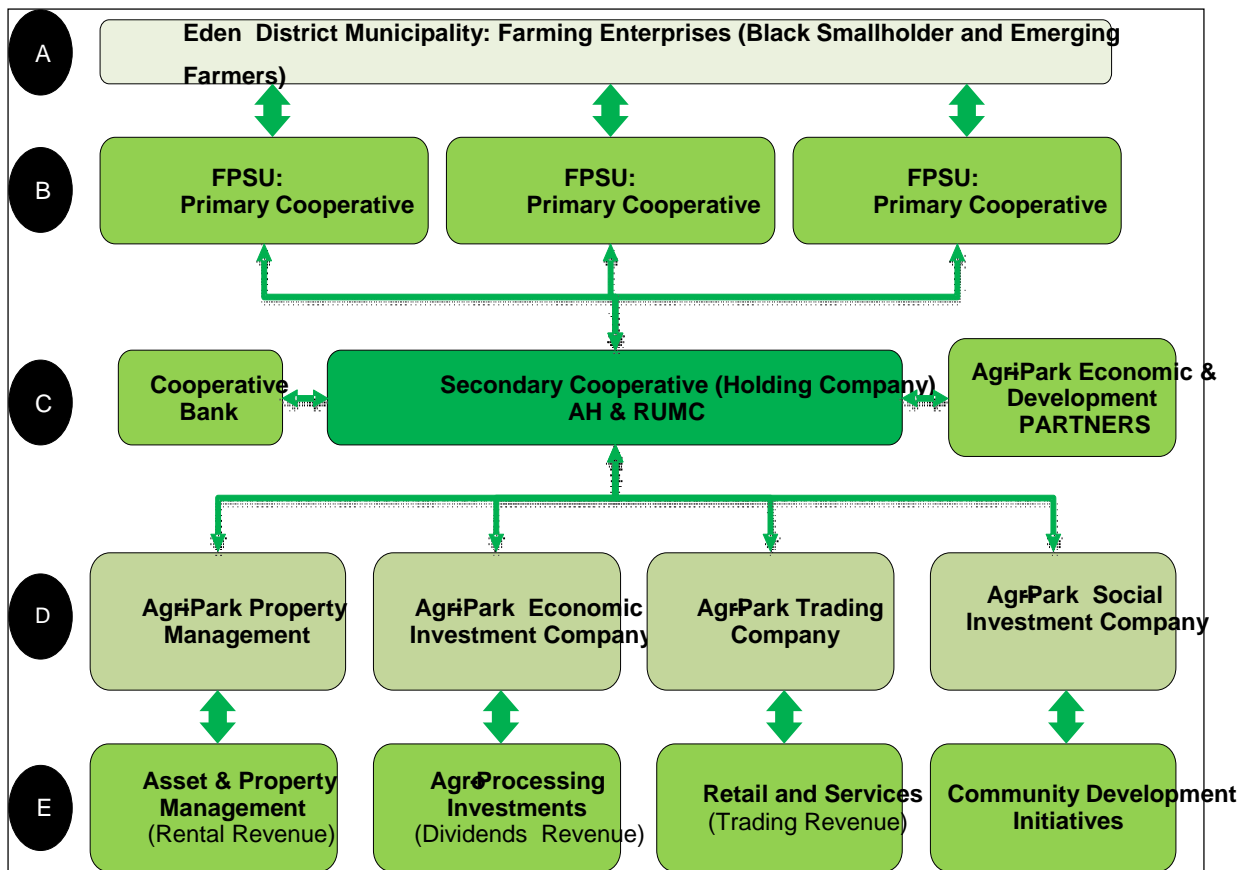 A
Eden District Municipality: Farming Enterprises (Black Smallholder and Emerging
Farmers)
B
FPSU:
Primary Cooperative
FPSU:
Primary Cooperative
FPSU:
Primary Cooperative
C
Cooperative
Bank
Secondary Cooperative (Holding Company)
AH & RUMC
Agri-Park Economic &
Development
PARTNERS
D
Agri-Park Property
Management
Agri-Park Economic
Investment Company
Agri-Park Trading
Company
Agri-Park Social
Investment Company
E
Asset & Property
Management
(Rental Revenue)
Agro-Processing
Investments
(Dividends Revenue)
Retail and Services
(Trading Revenue)
Community Development
Initiatives